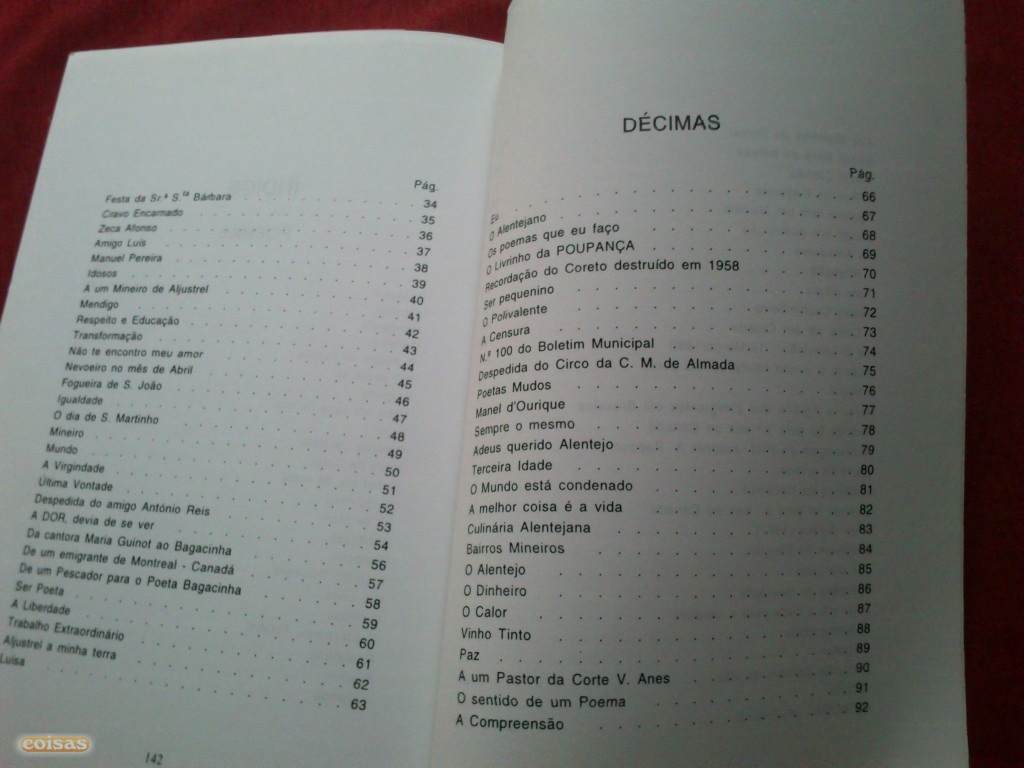 Pág.
Festa da Sr.ª S.ta Bárbara 34
Cravo Encarnado 35
Zeca Afonso 36
Amigo Luis 37
Manuel Pereira 38
Idosos 39
A um Mineiro de Aljustrel 40
Mendigo 41
Respeito e Educação 42
Transformação 43
Não te encontro meu amor 44
Nevoeiro no mês de Abril 45
Fogueira de S. João 46
Igualdade 47
O dia de S. Martinho 48
Mineiro 49
Mundo 50
A Virgindade 51
Última Vontade 52
Despedida do amigo António Reis 53
A DOR, devia de se ver 54
Da cantora Maria Guinot ao Bagacinha 56
De um emigrante de Montreal - Canadá 57
De um Pescador para o Poeta Bagacinha 58
Ser Poeta 59
A Liberdade 60
Trabalho Extraordinário 61
Aljustrel a minha terra 62
Luisa 63
142
DÉCIMAS
Pág.
Eu 66
O Alentejano 67
Os poemas que eu faço 68
O Livrinho da POUPANÇA 69
Recordação do Coreto destruído em 1958 70
Ser pequenino 71
O Polivalente 72
A Censura 73
N.º 100 do Boletim Municipal 74
Despedida do Circo da C. M. de Almada 75
Poetas Mudos 76
Manel d'Ourique 77
Sempre o mesmo 78
Adeus querido Alentejo 79
Terceira Idade 80
O Mundo está condenado 81
A melhor coisa é a vida 82
Culinária Alentejana 83
Bairros Mineiros 84
O Alentejo 85
O Dinheiro 86
O Calor 87
Vinho Tinto 88
Paz 89
A um Pastor da Corte V. Anes 90
O sentido de um Poema 91
A Compreensão 92
coisas